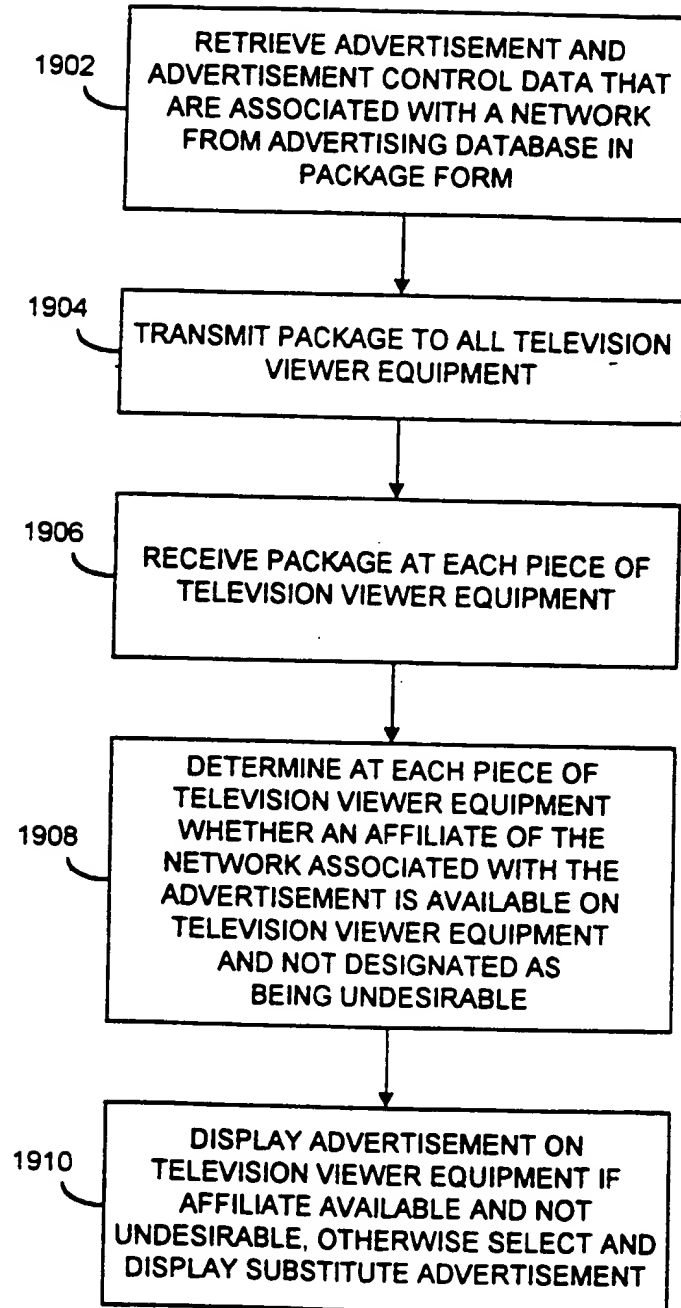 1902
RETRIEVE ADVERTISEMENT AND
ADVERTISEMENT CONTROL DATA THAT
ARE ASSOCIATED WITH A NETWORK
FROM ADVERTISING DATABASE IN
PACKAGE FORM
1904
TRANSMIT PACKAGE TO ALL TELEVISION
VIEWER EQUIPMENT
1906
RECEIVE PACKAGE AT EACH PIECE OF
TELEVISION VIEWER EQUIPMENT
1908
DETERMINE AT EACH PIECE OF
TELEVISION VIEWER EQUIPMENT
WHETHER AN AFFILIATE OF THE
NETWORK ASSOCIATED WITH THE
ADVERTISEMENT IS AVAILABLE ON
TELEVISION VIEWER EQUIPMENT
AND NOT DESIGNATED AS
BEING UNDESIRABLE
1910
DISPLAY ADVERTISEMENT ON
TELEVISION VIEWER EQUIPMENT IF
AFFILIATE AVAILABLE AND NOT
UNDESIRABLE, OTHERWISE SELECT AND
DISPLAY SUBSTITUTE ADVERTISEMENT